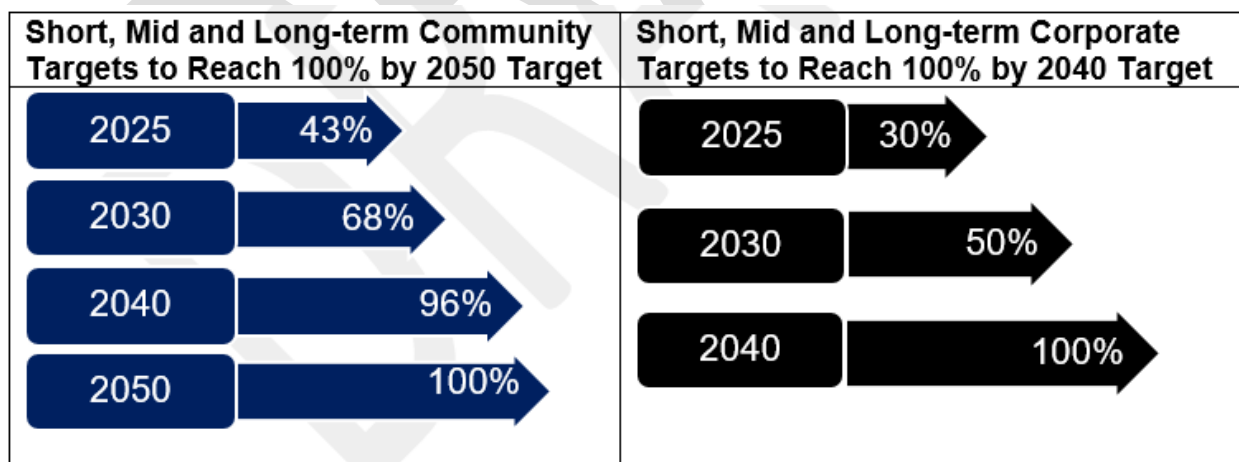 Short, Mid and Long-term Community
Targets to Reach 100% by 2050 Target
2025 43%
2030 68%
2040 96%
2050 100%
Short, Mid and Long-term Corporate
Targets to Reach 100% by 2040 Target
2025 30%
2030 50%
2040 100%